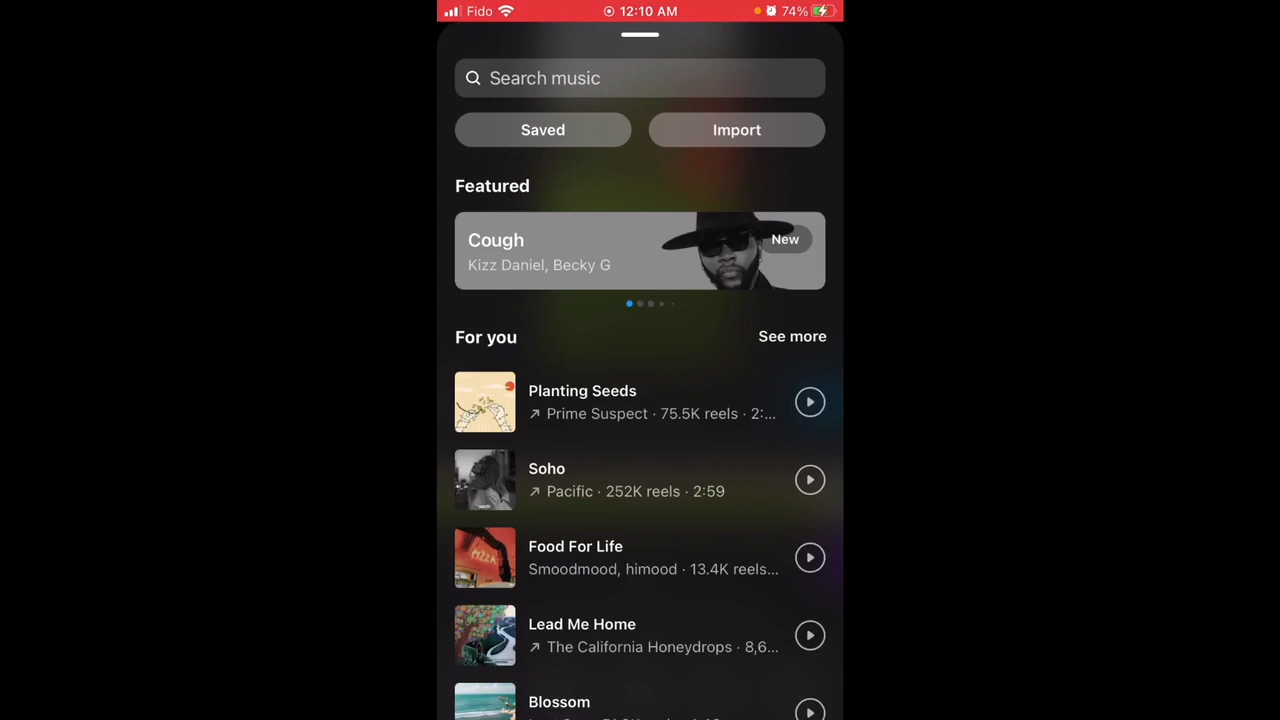 Fido 12:10 AM 74%
Search music
Saved Import
Featured
Cough
New
Kizz Daniel, Becky G
For you See more
Planting Seeds
Prime Suspect · 75.5K reels · 2:...
Soho
Pacific · 252K reels · 2:59
Food For Life
Smoodmood, himood · 13.4K reels...
Lead Me Home
The California Honeydrops · 8,6...
Blossom